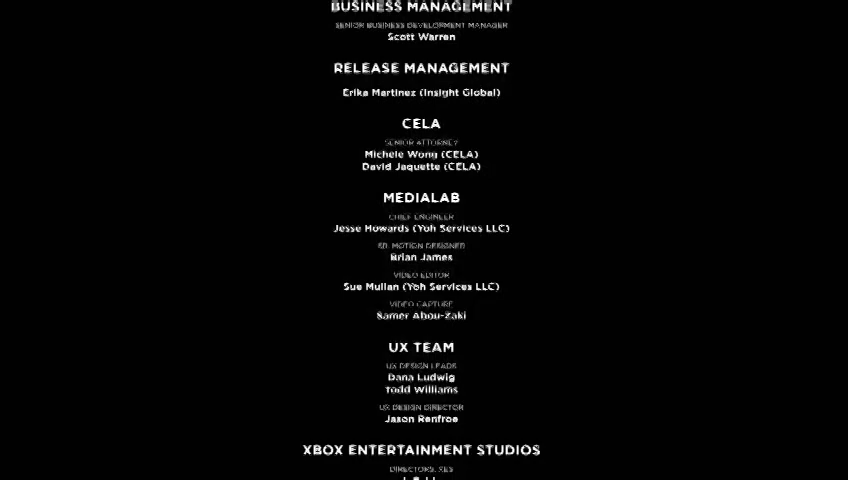 BUSINESS MANAGEMENT
SENIOR BUSINESS DEVELOPMENT MANAGER
Scott Warren
RELEASE MANAGEMENT
Erika Martinez (Insight Global)
CELA
SENIOR ATTORNEY
Michele Wong (CELA)
David Jaquette (CELA)
MEDIALAB
CHIEF ENGINEER
Jesse Howards (Yoh Services LLC)
SR. MOTION DESIGNER
Brian James
VIDEO EDITOR
Sue Mullan (Yoh Services LLC)
VIDEO CAPTURE
Samer Abou-Zaki
UX TEAM
UX DESIGN LEADS
Dana Ludwig
Todd Williams
UX DESIGN DIRECTOR
Jason Renfroe
XBOX ENTERTAINMENT STUDIOS
DIRECTORS, XES